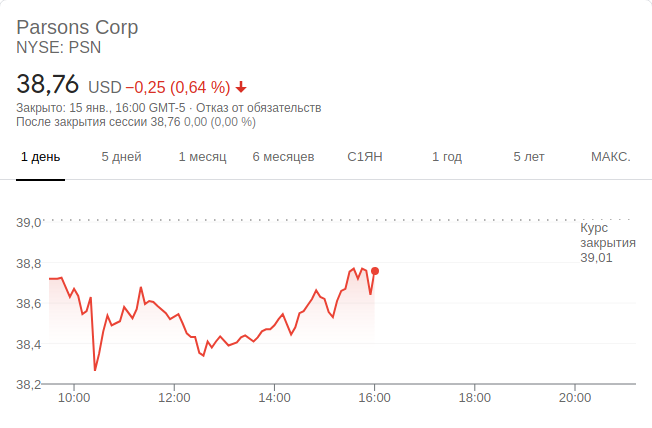 Parsons Corp
NYSE: PSN
38,76 USD −0,25 (0,64 %)
Закрыто: 15 янв., 16:00 GMT-5 · Отказ от обязательств
После закрытия сессии 38,76 0,00 (0,00 %)
1 день 5 дней 1 месяц 6 месяцев С1ЯН 1 год 5 лет МАКС.
39,0
Курс
закрытия
39,01
38,8
38,6
38,4
38,2
10:00 12:00 14:00 16:00 18:00 20:00